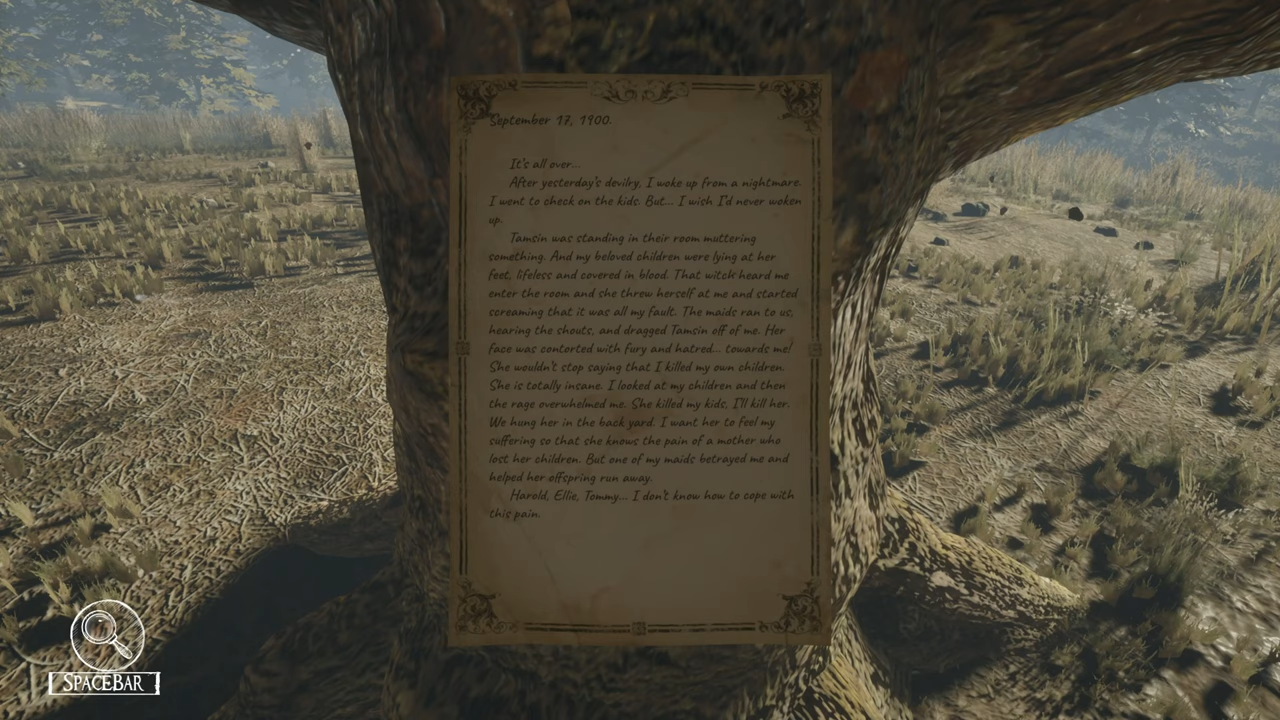 September 17, 1900.
It's all over...
After yesterday's devilry, I woke up from a nightmare.
I went to check on the kids. But... I wish I'd never woken
up.
Tamsin was standing in their room muttering
something. And my beloved children were lying at her
feet, lifeless and covered in blood. That witch heard me
enter the room and she threw herself at me and started
screaming that it was all my fault. The maids ran to us,
hearing the shouts, and dragged Tamsin off of me. Her
face was contorted with fury and hatred... towards me!
She wouldn't stop saying that I killed my own children.
She is totally insane. I looked at my children and then
the rage overwhelmed me. She killed my kids, I'll kill her.
We hung her in the back yard. I want her to feel my
suffering so that she knows the pain of a mother who
lost her children. But one of my maids betrayed me and
helped her offspring run away.
Harold, Ellie, Tommy... I don't know how to cope with
this pain.
SPACEBAR